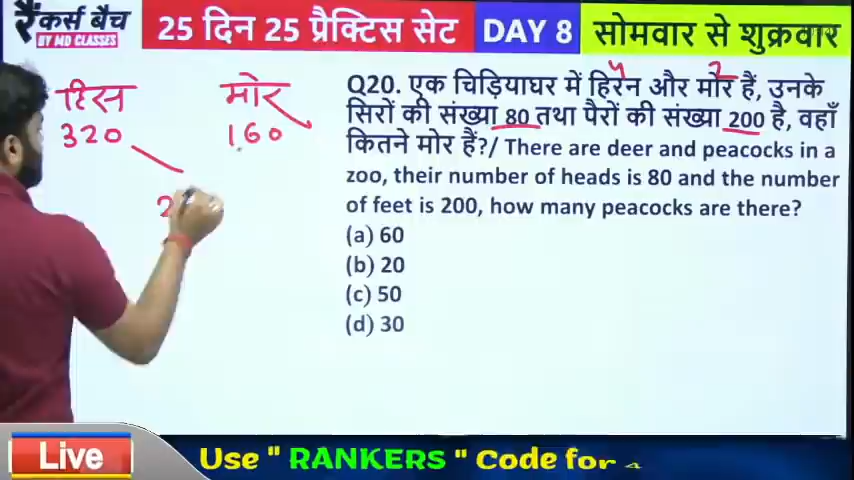 रैंकर्स बैच
BY MD CLASSES
25 दिन 25 प्रैक्टिस सेट
DAY 8
सोमवार से शुक्रवार
हिरन
मोर
320
160
2
4
2
Q20. एक चिड़ियाघर में हिरन और मोर हैं, उनके
सिरों की संख्या 80 तथा पैरों की संख्या 200 है, वहाँ
कितने मोर हैं?/ There are deer and peacocks in a
zoo, their number of heads is 80 and the number
of feet is 200, how many peacocks are there?
(a) 60
(b) 20
(c) 50
(d) 30
Live
Use " RANKERS " Code for